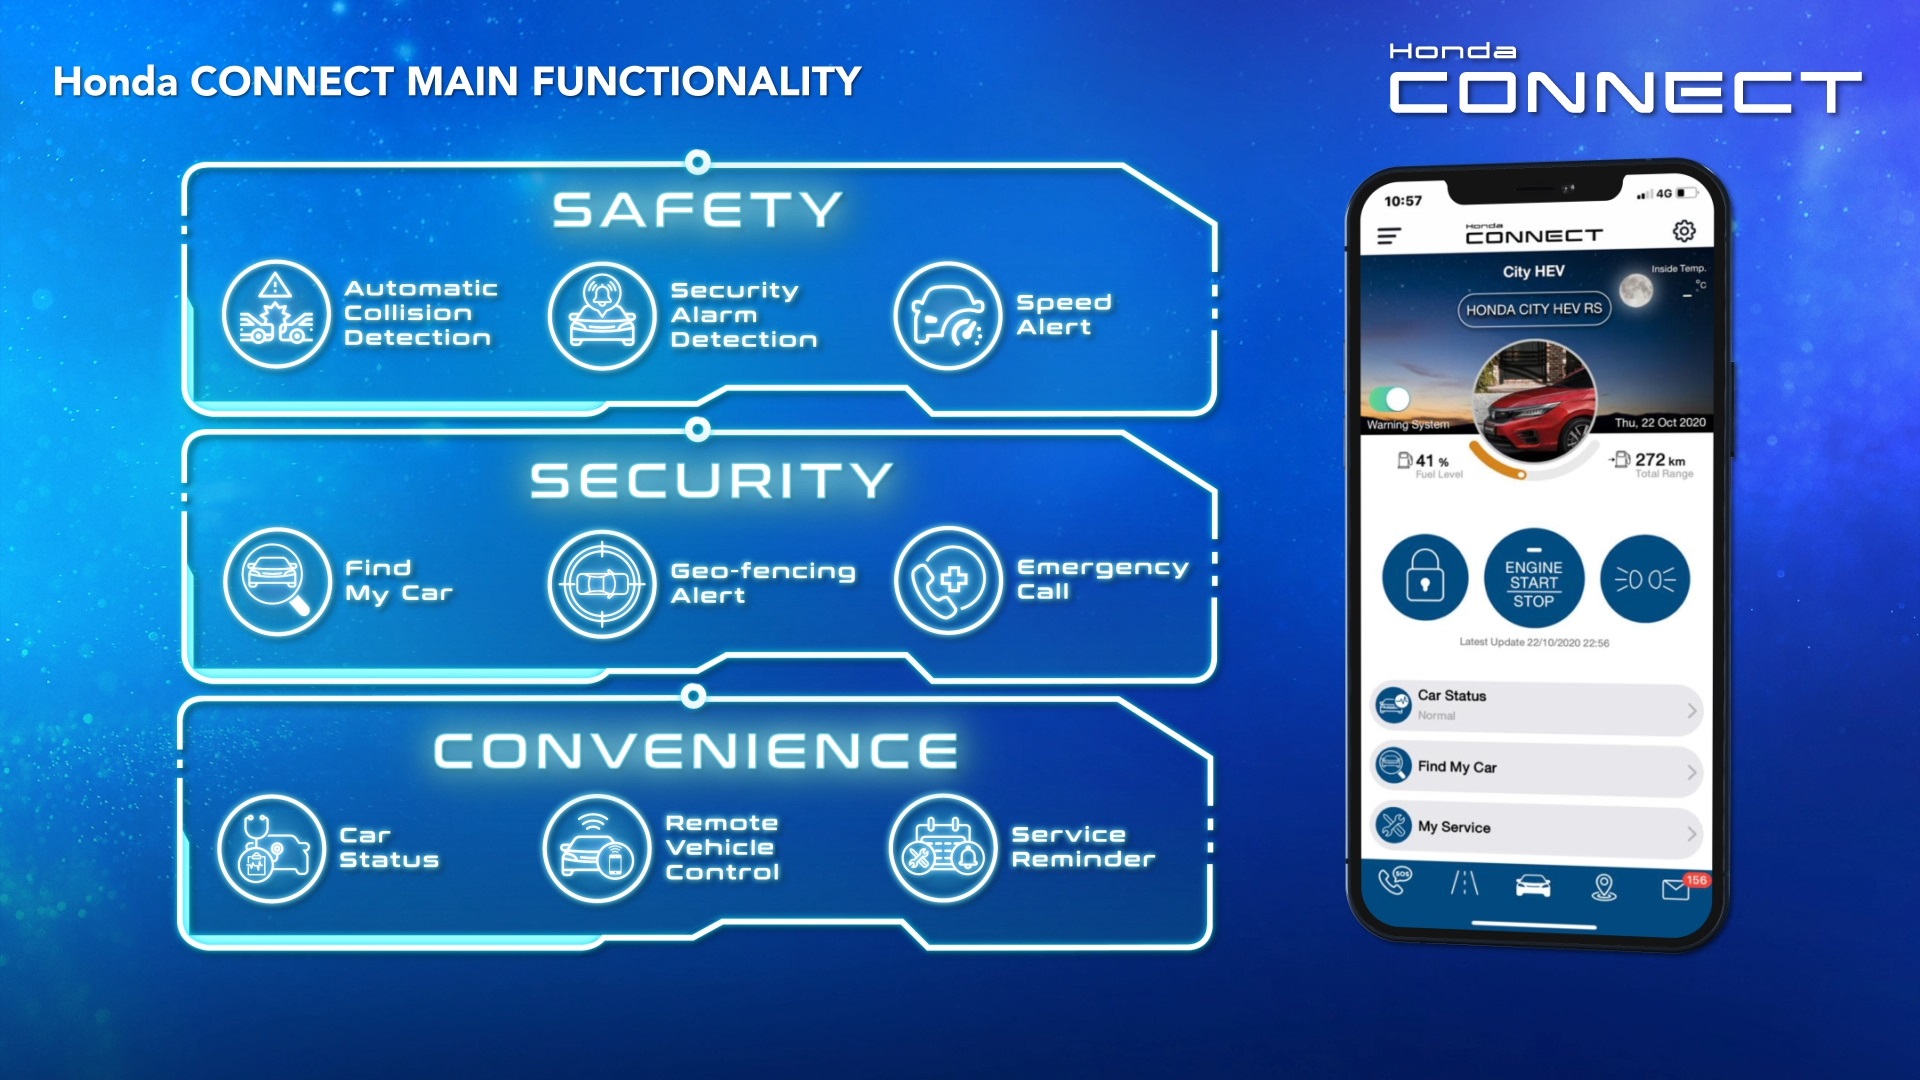 Honda CONNECT MAIN FUNCTIONALITY
Honda
CONNECT
SAFETY
Automatic
Collision
Detection
Security
Alarm
Detection
Speed
Alert
SECURITY
Find
My Car
Geo-fencing
Alert
Emergency
Call
CONVENIENCE
Car
Status
Remote
Vehicle
Control
Service
Reminder
10:57
4G
Honda
CONNECT
City HEV
Inside Temp.
– °C
HONDA CITY HEV RS
Warning System
Thu, 22 Oct 2020
41 %
Fuel Level
272 km
Total Range
ENGINE
START
STOP
Latest Update 22/10/2020 22:56
Car Status
Normal
Find My Car
My Service
SOS
156